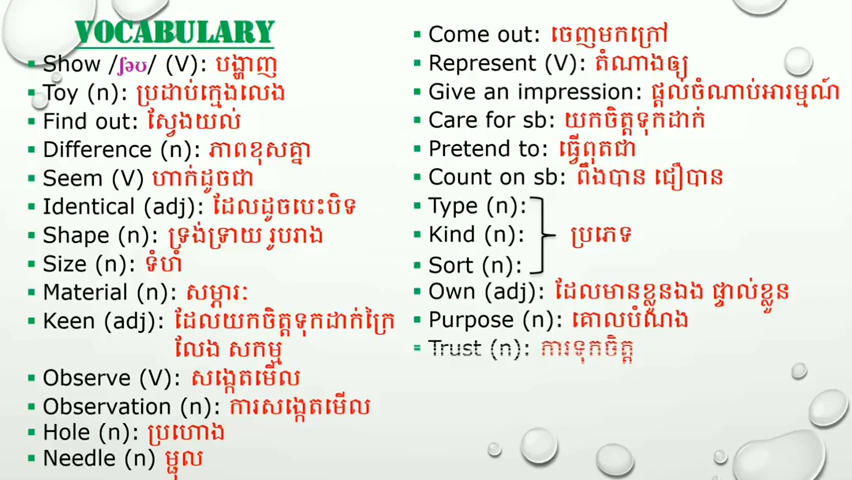 VOCABULARY
Show /ʃəʊ/ (V): បង្ហាញ
Toy (n): ប្រដាប់ក្មេងលេង
Find out: ស្វែងយល់
Difference (n): ភាពខុសគ្នា
Seem (V) ហាក់ដូចជា
Identical (adj): ដែលដូចបេះបិទ
Shape (n): ទ្រង់ទ្រាយ រូបរាង
Size (n): ទំហំ
Material (n): សម្ភារៈ
Keen (adj): ដែលយកចិត្តទុកដាក់ក្រៃ
លែង សកម្ម
Observe (V): សង្កេតមើល
Observation (n): ការសង្កេតមើល
Hole (n): ប្រហោង
Needle (n) ម្ជុល
Come out: ចេញមកក្រៅ
Represent (V): តំណាងឲ្យ
Give an impression: ផ្តល់ចំណាប់អារម្មណ៍
Care for sb: យកចិត្តទុកដាក់
Pretend to: ធ្វើពុតជា
Count on sb: ពឹងបាន ជឿបាន
Type (n):
Kind (n): ប្រភេទ
Sort (n):
Own (adj): ដែលមានខ្លួនឯង ផ្ទាល់ខ្លួន
Purpose (n): គោលបំណង
Trust (n): ការទុកចិត្ត